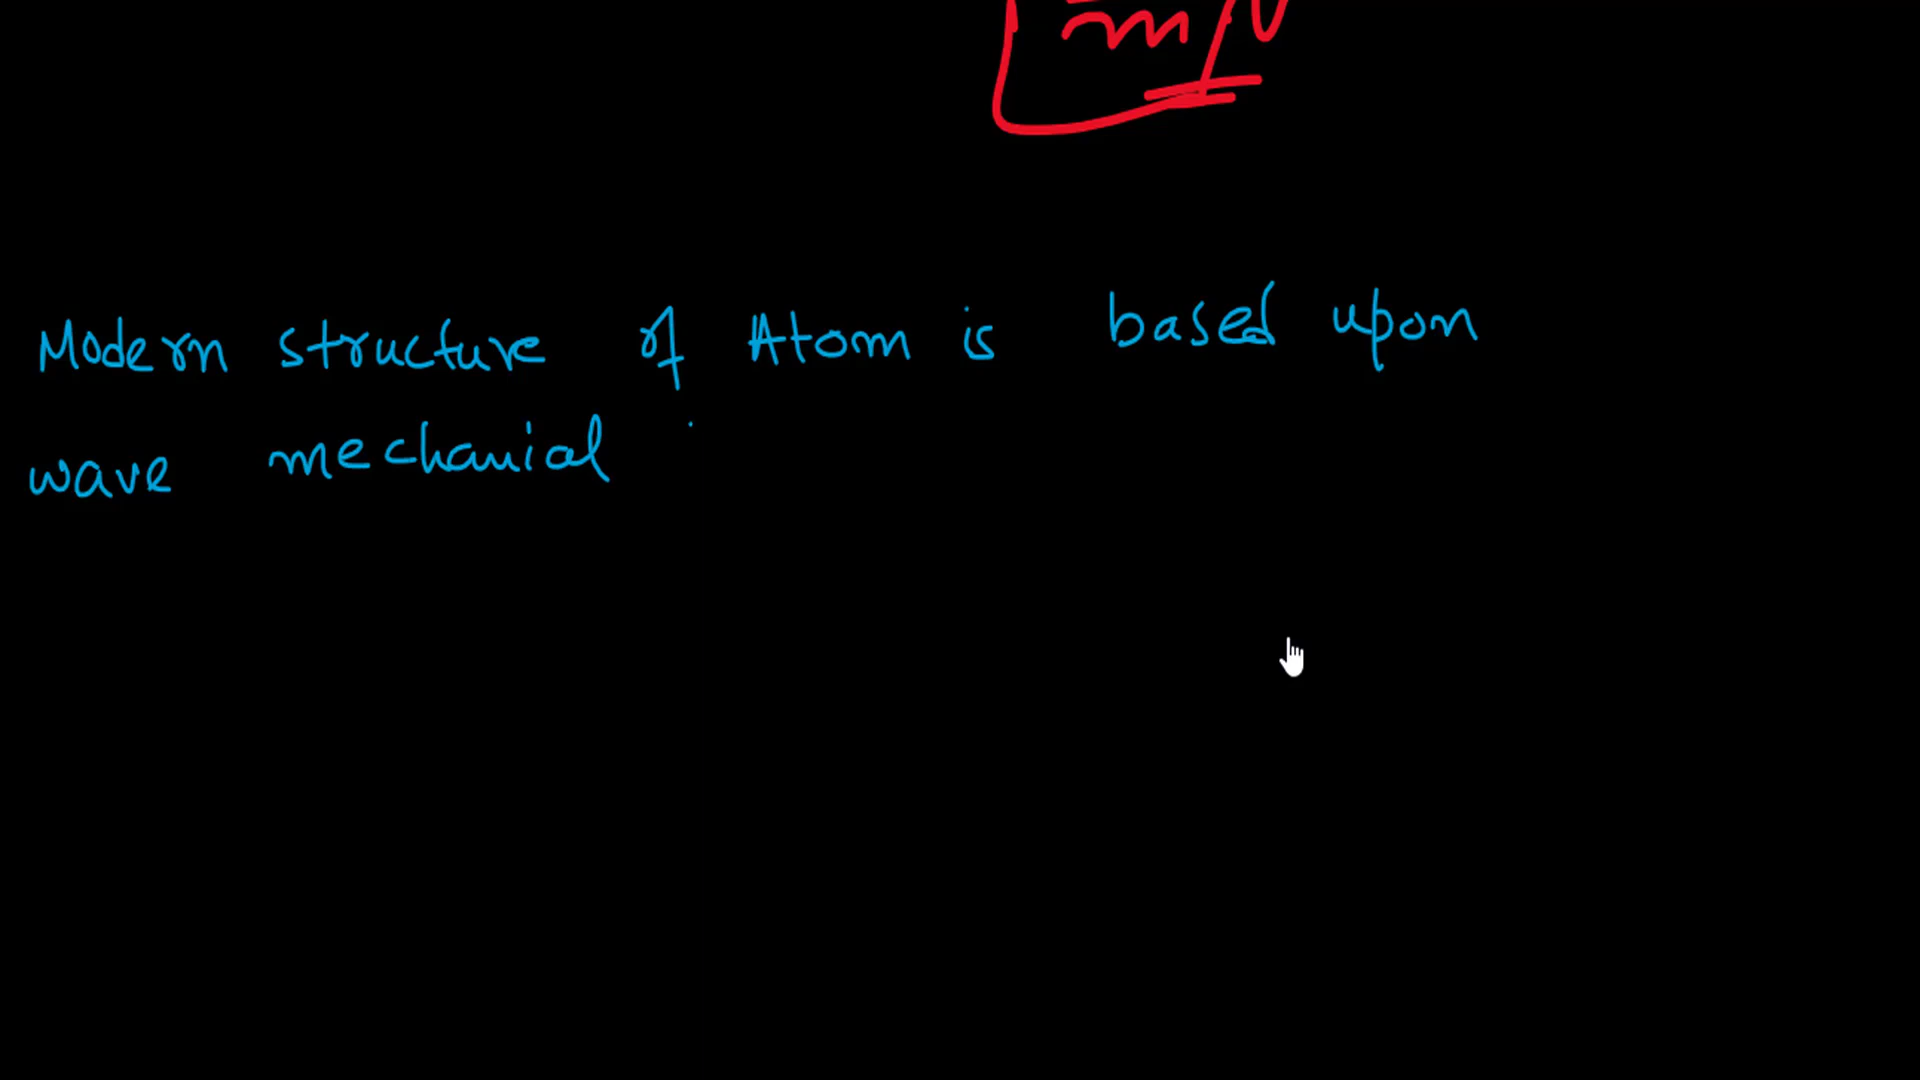 m/v
Modern structure of Atom is based upon
wave mechanial